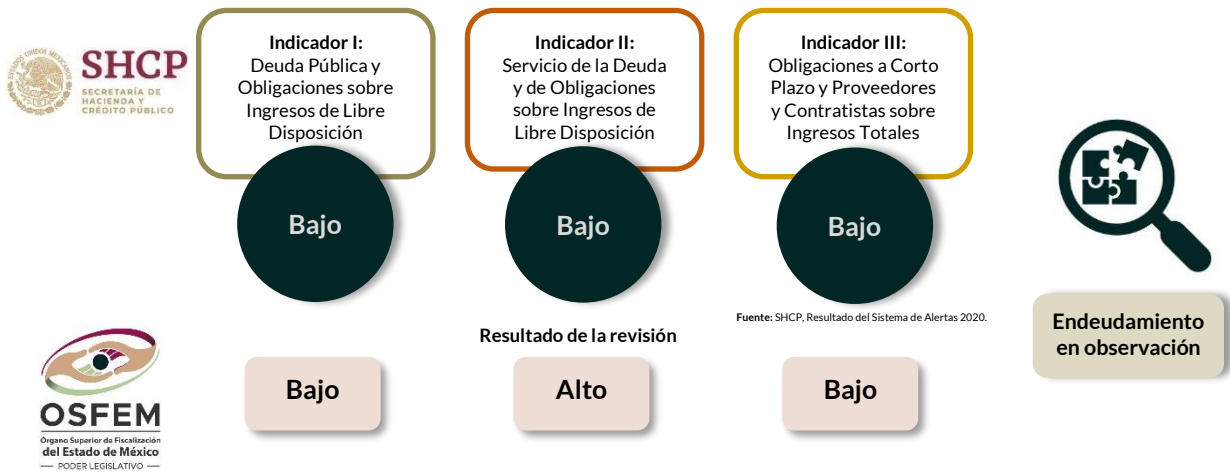 SHCP
SECRETARÍA DE
HACIENDA Y
CRÉDITO PÚBLICO
Indicador I:
Deuda Pública y
Obligaciones sobre
Ingresos de Libre
Disposición
Indicador II:
Servicio de la Deuda
y de Obligaciones
sobre Ingresos de
Libre Disposición
Indicador III:
Obligaciones a Corto
Plazo y Proveedores
y Contratistas sobre
Ingresos Totales
Bajo
Bajo
Bajo
Fuente: SHCP, Resultado del Sistema de Alertas 2020.
Endeudamiento
en observación
Resultado de la revisión
OSFEM
Órgano Superior de Fiscalización
del Estado de México
— PODER LEGISLATIVO —
Bajo
Alto
Bajo